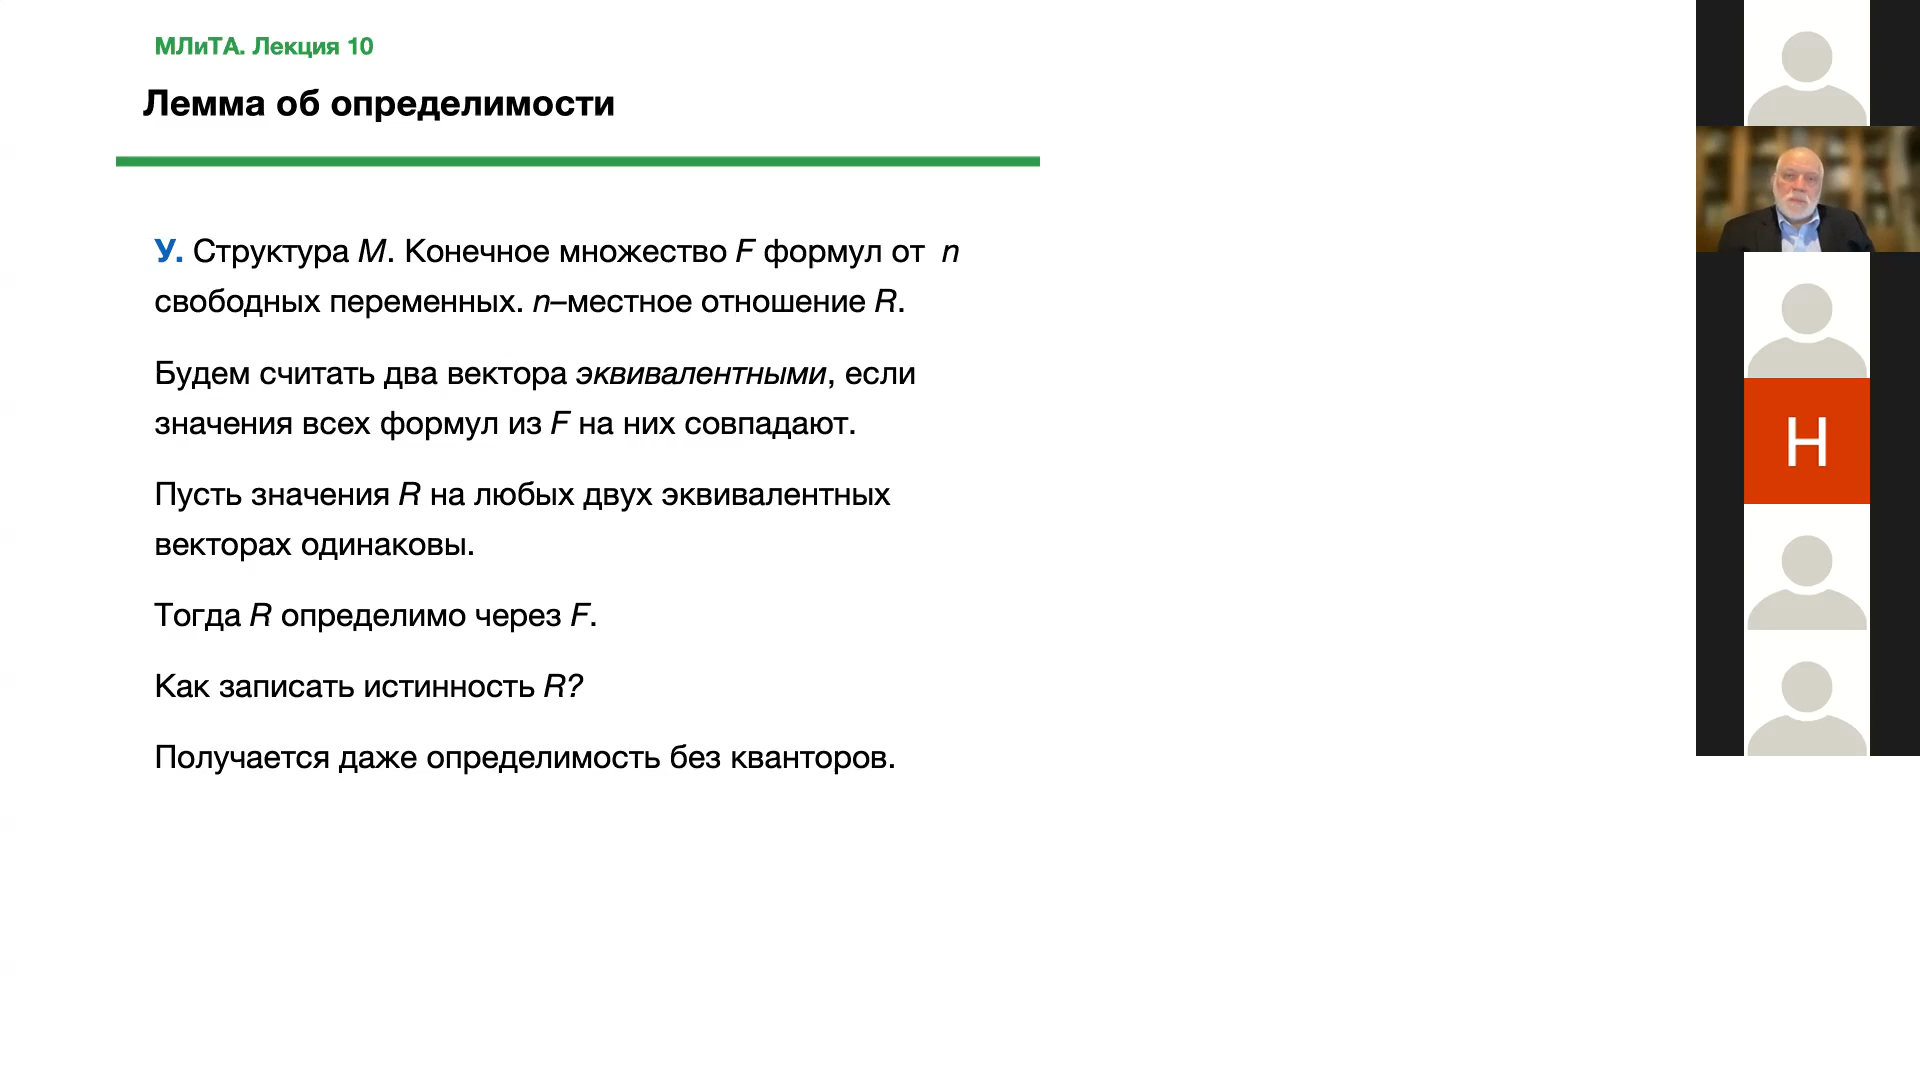 МЛиТА. Лекция 10
Лемма об определимости
У. Структура M. Конечное множество F формул от n
свободных переменных. n–местное отношение R.
Будем считать два вектора эквивалентными, если
значения всех формул из F на них совпадают.
Пусть значения R на любых двух эквивалентных
векторах одинаковы.
Тогда R определимо через F.
Как записать истинность R?
Получается даже определимость без кванторов.
Н